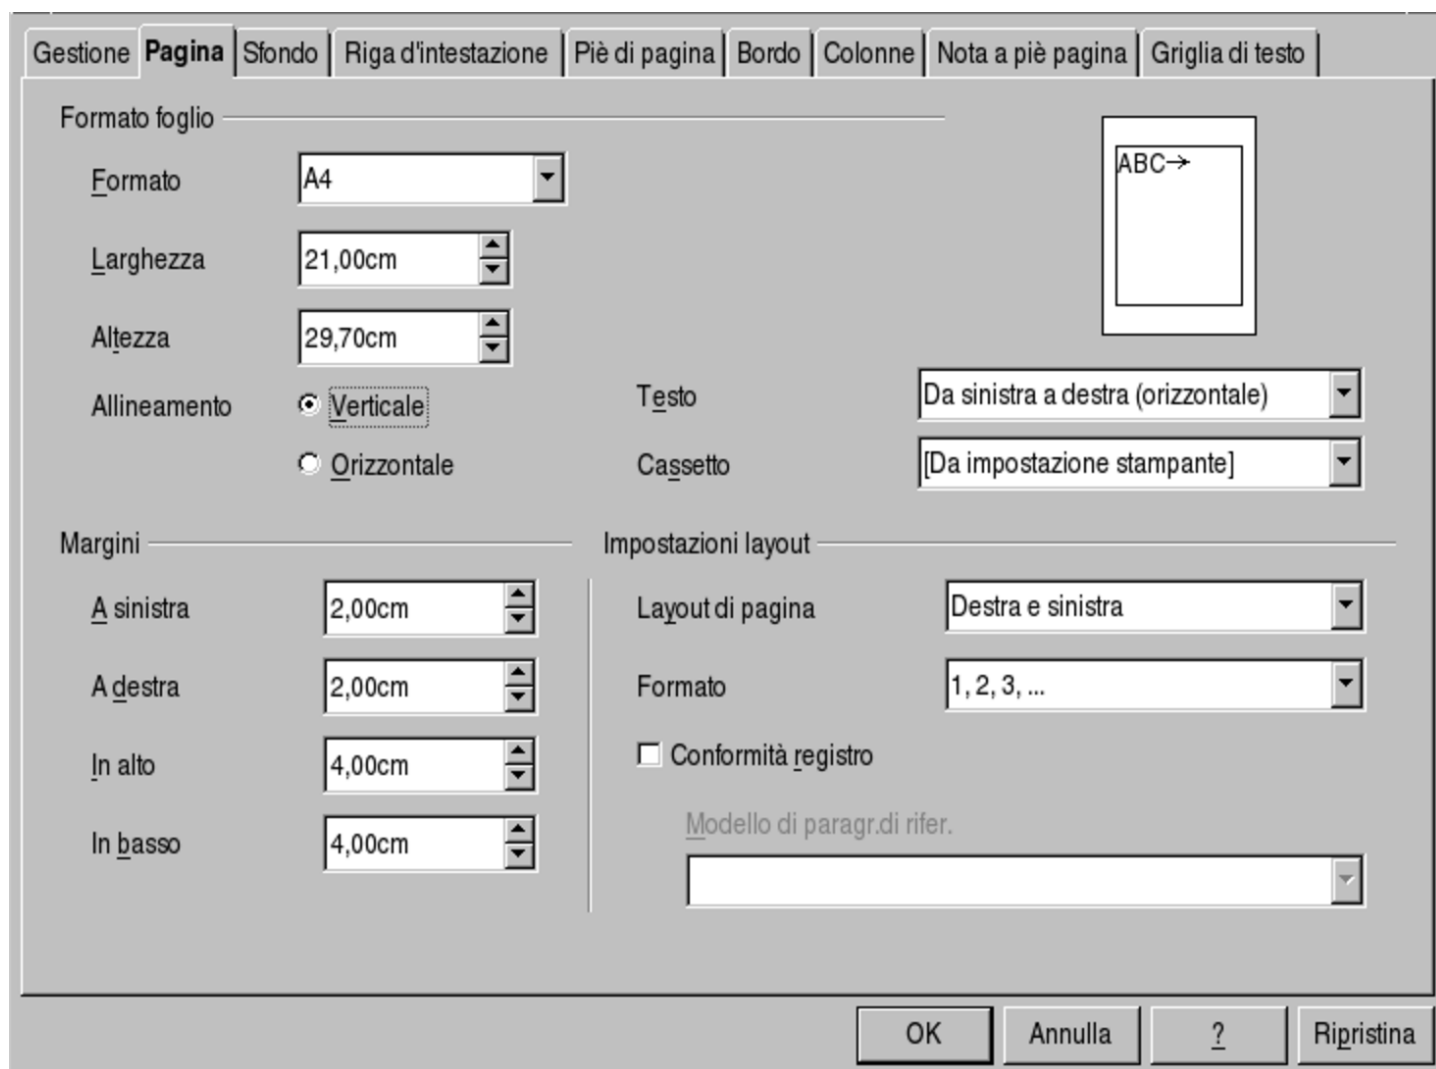 Gestione Pagina Sfondo Riga d'intestazione Piè di pagina Bordo Colonne Nota a piè pagina Griglia di testo
Formato foglio
ABC→
Formato A4
Larghezza 21,00cm
Altezza 29,70cm
Allineamento Verticale
Orizzontale
Testo Da sinistra a destra (orizzontale)
Cassetto [Da impostazione stampante]
Margini
A sinistra 2,00cm
A destra 2,00cm
In alto 4,00cm
In basso 4,00cm
Impostazioni layout
Layout di pagina Destra e sinistra
Formato 1, 2, 3, ...
Conformità registro
Modello di paragr.di rifer.
OK Annulla ? Ripristina